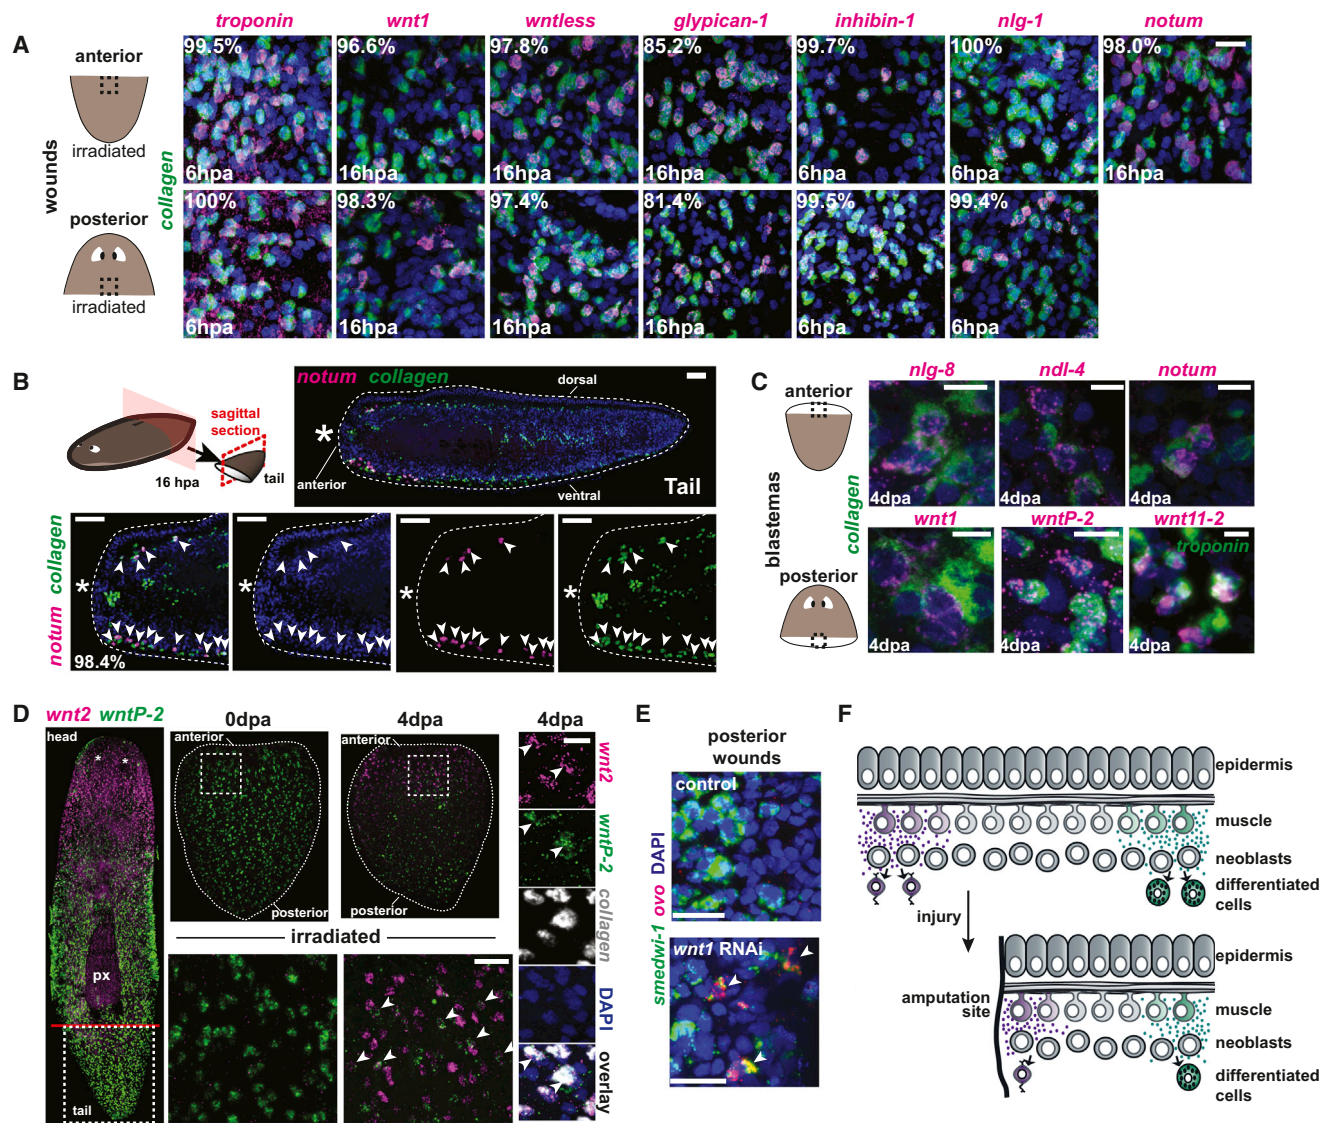 troponin wnt1 wntless glypican-1 inhibin-1 nlg-1 notum
A
anterior
irradiated
wounds
posterior
irradiated
collagen
99.5% 96.6% 97.8% 85.2% 99.7% 100% 98.0%
6hpa 16hpa 16hpa 16hpa 6hpa 6hpa 16hpa
100% 98.3% 97.4% 81.4% 99.5% 99.4%
6hpa 16hpa 16hpa 16hpa 6hpa 6hpa
B
sagittal
section
16 hpa
tail
notum collagen
dorsal
*
anterior
ventral
Tail
notum collagen
* * * *
98.4%
C
nlg-8 ndl-4 notum
anterior
blastemas
collagen
4dpa 4dpa 4dpa
wnt1 wntP-2 wnt11-2
troponin
posterior
4dpa 4dpa 4dpa
D
wnt2 wntP-2
head
* *
px
tail
0dpa 4dpa 4dpa
anterior anterior
posterior posterior
irradiated
wnt2
wntP-2
collagen
DAPI
overlay
E
posterior
wounds
control
wnt1 RNAi
smedwi-1 ovo DAPI
F
epidermis
muscle
neoblasts
differentiated
cells
injury
amputation
site
epidermis
muscle
neoblasts
differentiated
cells